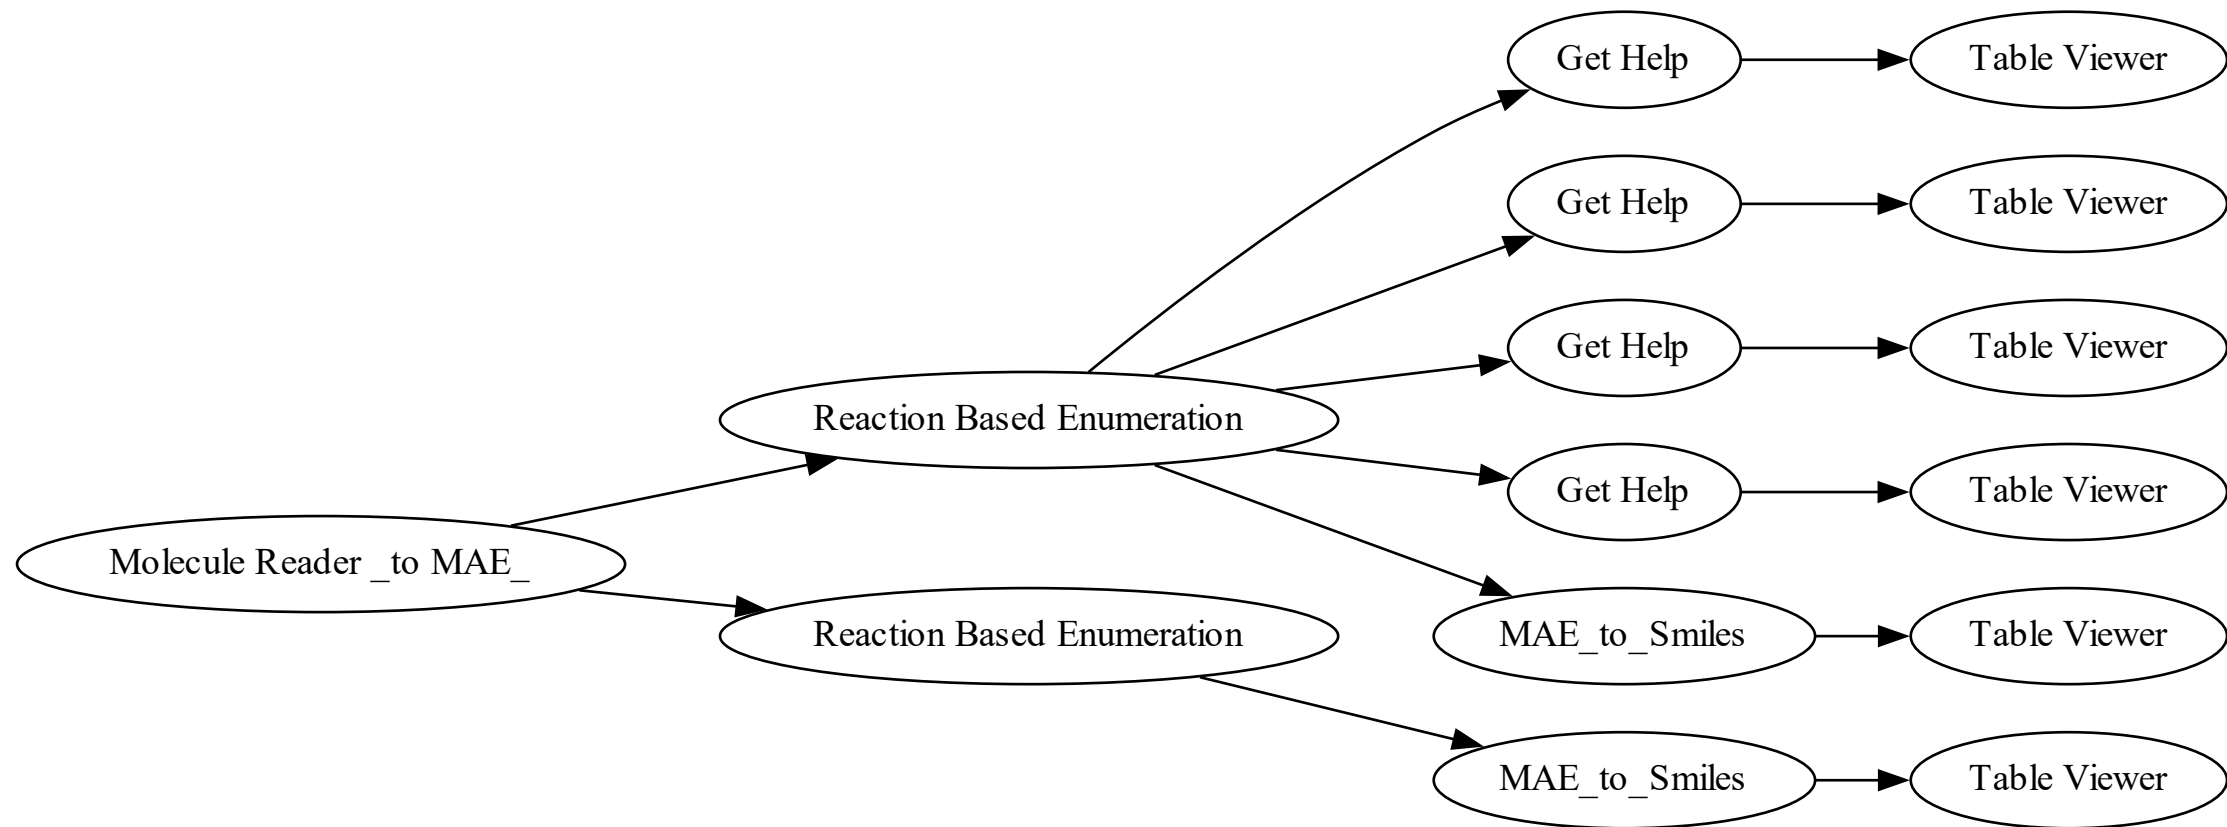 Get Help
Table Viewer
Get Help
Table Viewer
Get Help
Table Viewer
Reaction Based Enumeration
Get Help
Table Viewer
Molecule Reader _to MAE_
Reaction Based Enumeration
MAE_to_Smiles
Table Viewer
MAE_to_Smiles
Table Viewer